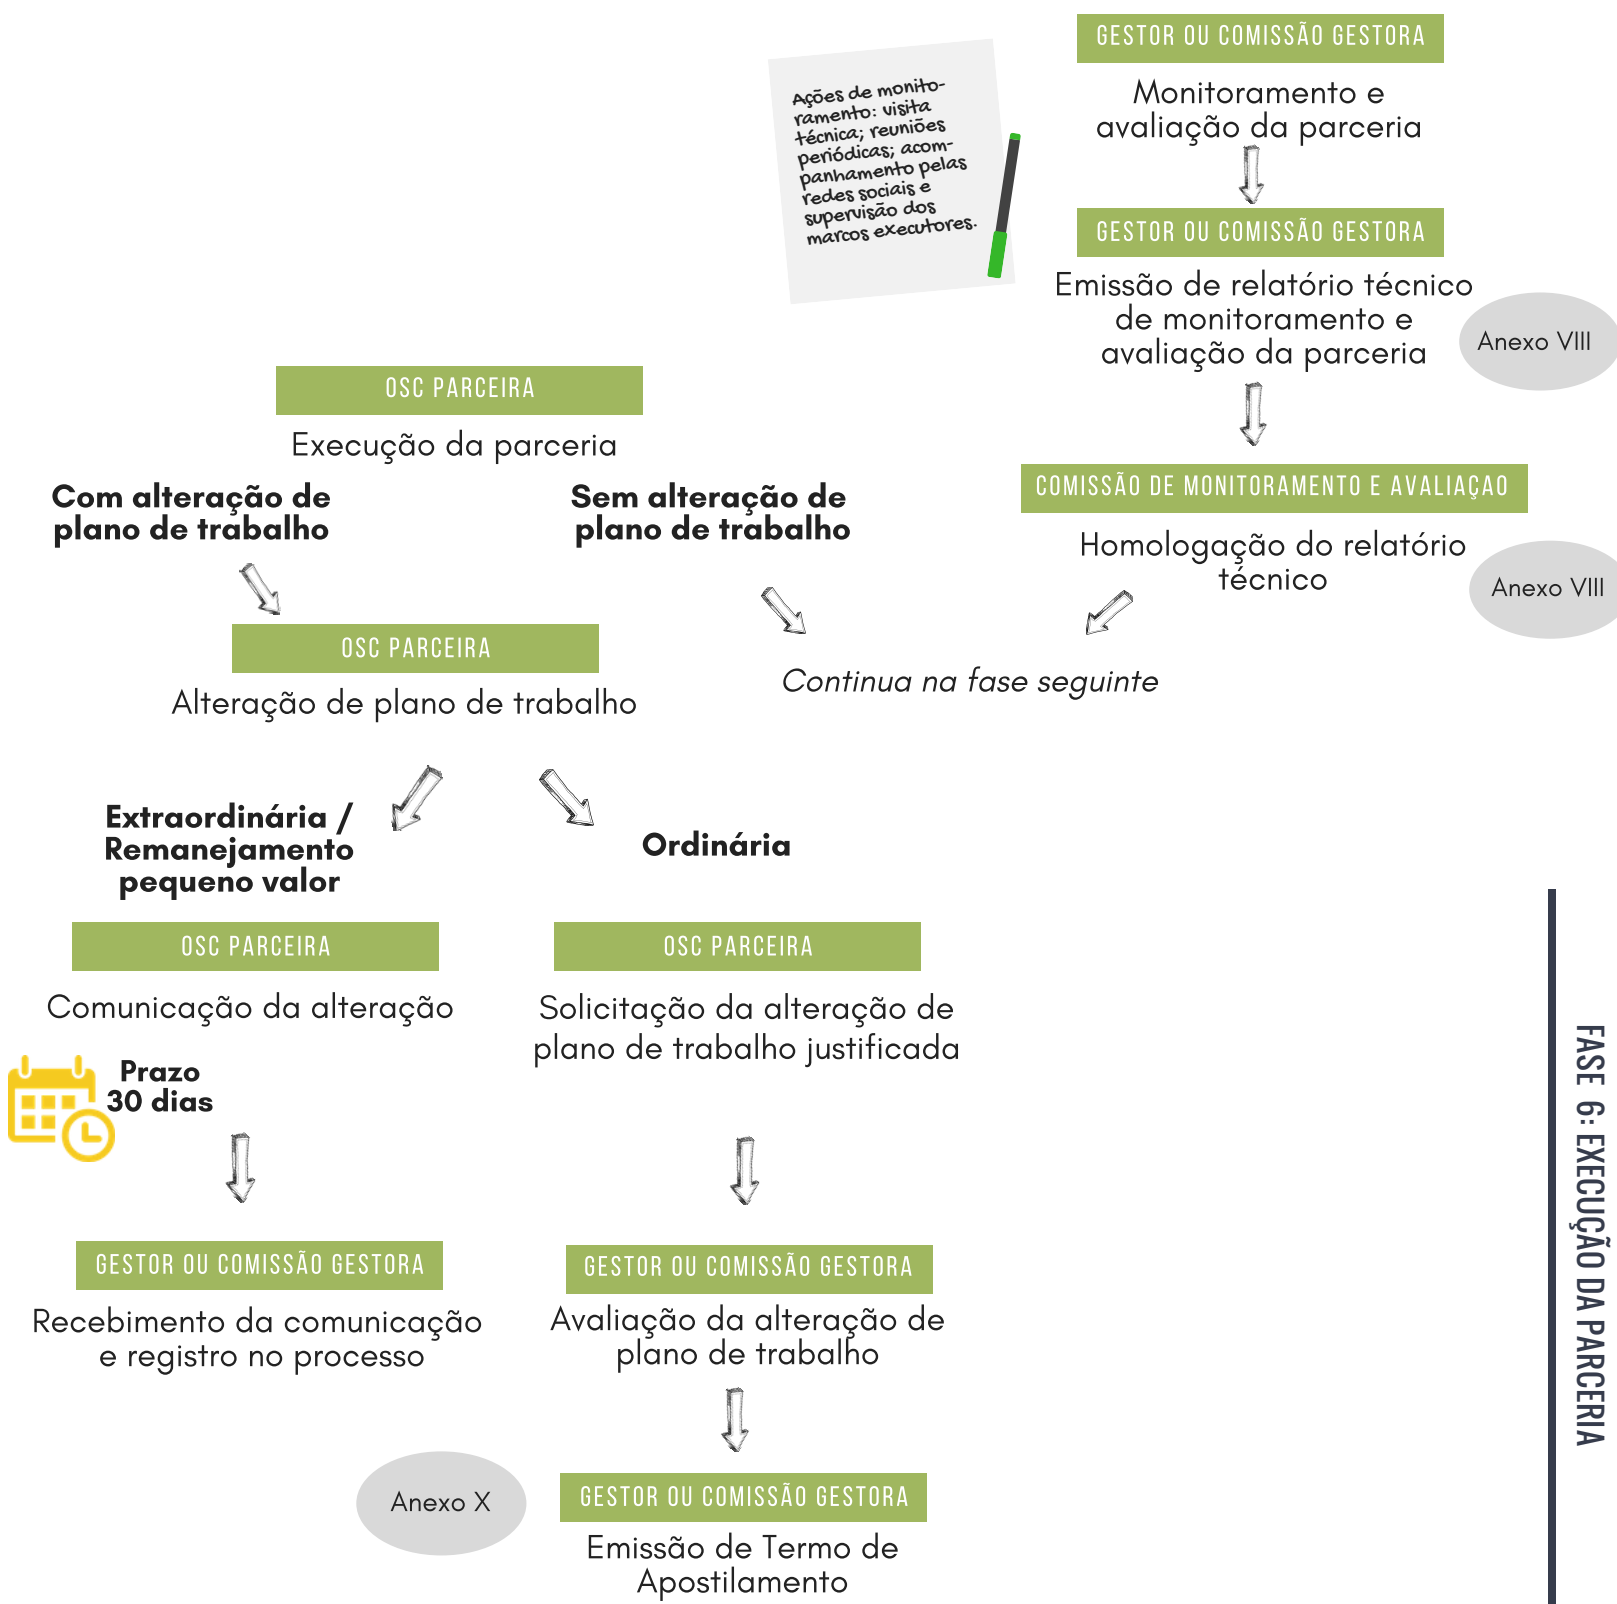 GESTOR OU COMISSÃO GESTORA
Monitoramento e
avaliação da parceria
Ações de monito-
ramento: visita
técnica; reuniões
periódicas; acom-
panhamento pelas
redes sociais e
supervisão dos
marcos executores.
GESTOR OU COMISSÃO GESTORA
Emissão de relatório técnico
de monitoramento e
avaliação da parceria
Anexo VIII
COMISSÃO DE MONITORAMENTO E AVALIAÇAO
Homologação do relatório
técnico
Anexo VIII
OSC PARCEIRA
Execução da parceria
Com alteração de
plano de trabalho
Sem alteração de
plano de trabalho
Continua na fase seguinte
OSC PARCEIRA
Alteração de plano de trabalho
Extraordinária /
Remanejamento
pequeno valor
Ordinária
OSC PARCEIRA
Comunicação da alteração
Prazo
30 dias
GESTOR OU COMISSÃO GESTORA
Recebimento da comunicação
e registro no processo
OSC PARCEIRA
Solicitação da alteração de
plano de trabalho justificada
GESTOR OU COMISSÃO GESTORA
Avaliação da alteração de
plano de trabalho
Anexo X
GESTOR OU COMISSÃO GESTORA
Emissão de Termo de
Apostilamento
FASE 6: EXECUÇÃO DA PARCERIA